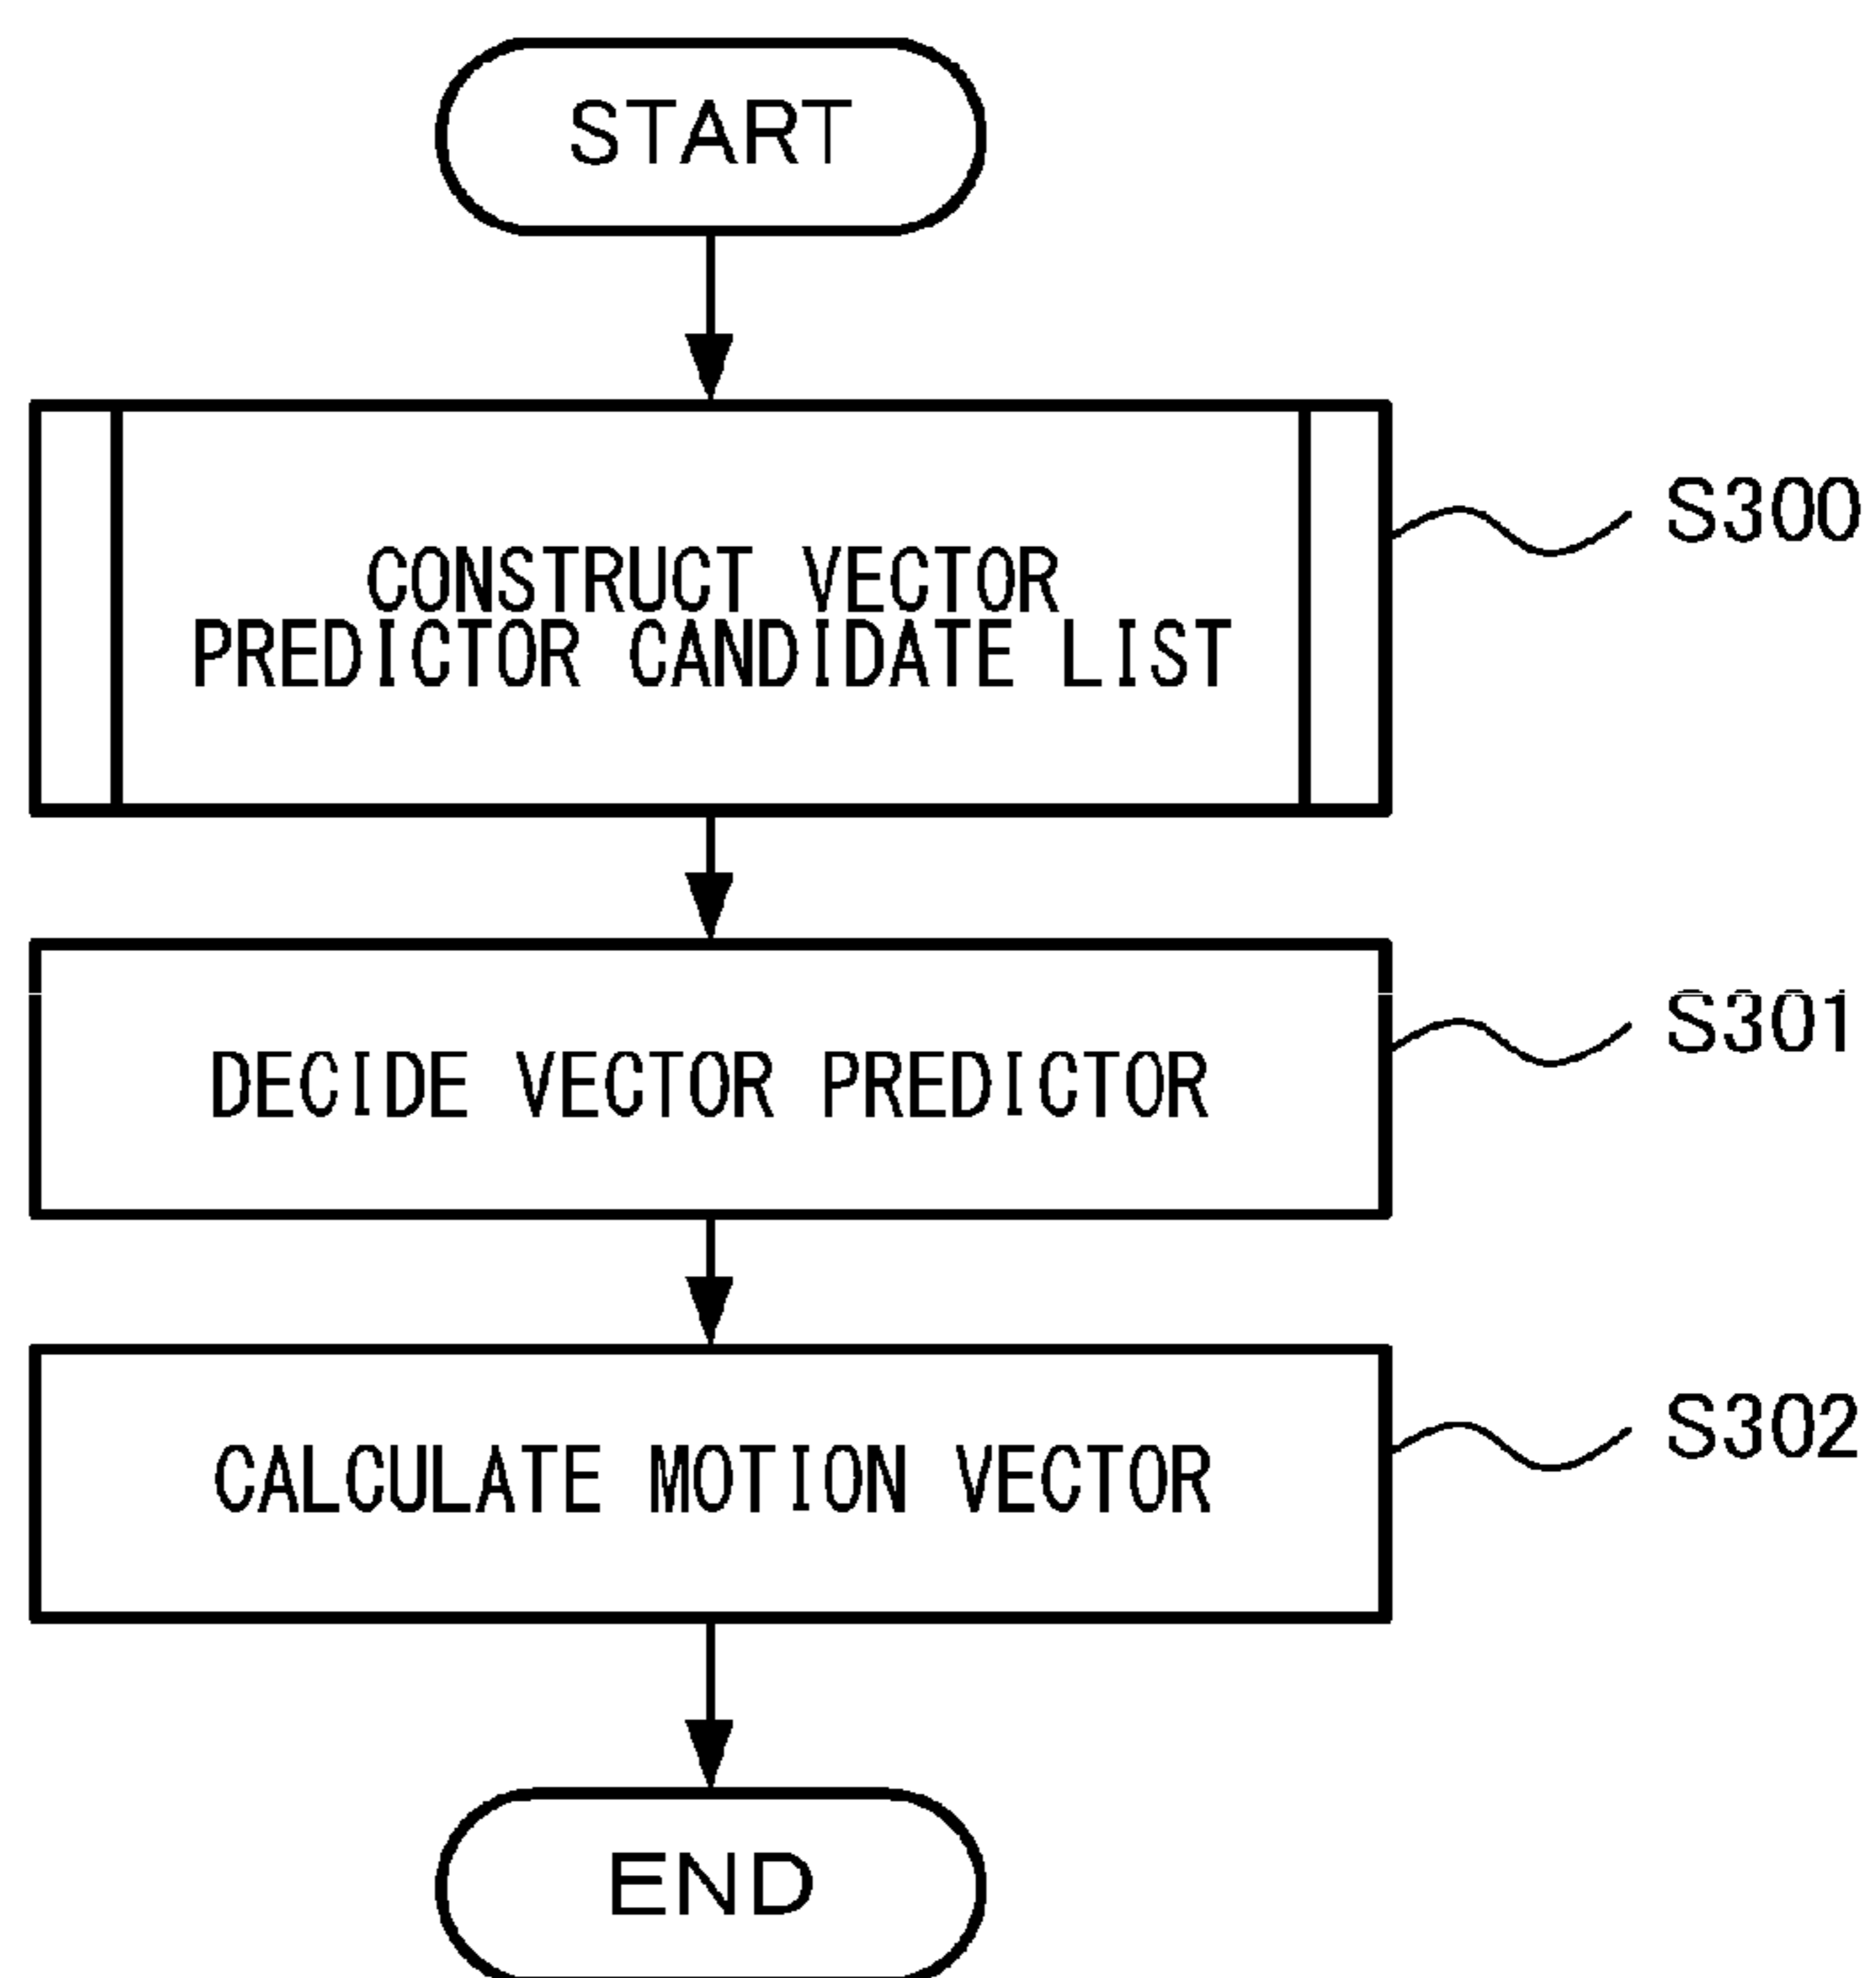 START
CONSTRUCT VECTOR
PREDICTOR CANDIDATE LIST
S300
DECIDE VECTOR PREDICTOR
S301
CALCULATE MOTION VECTOR
S302
END